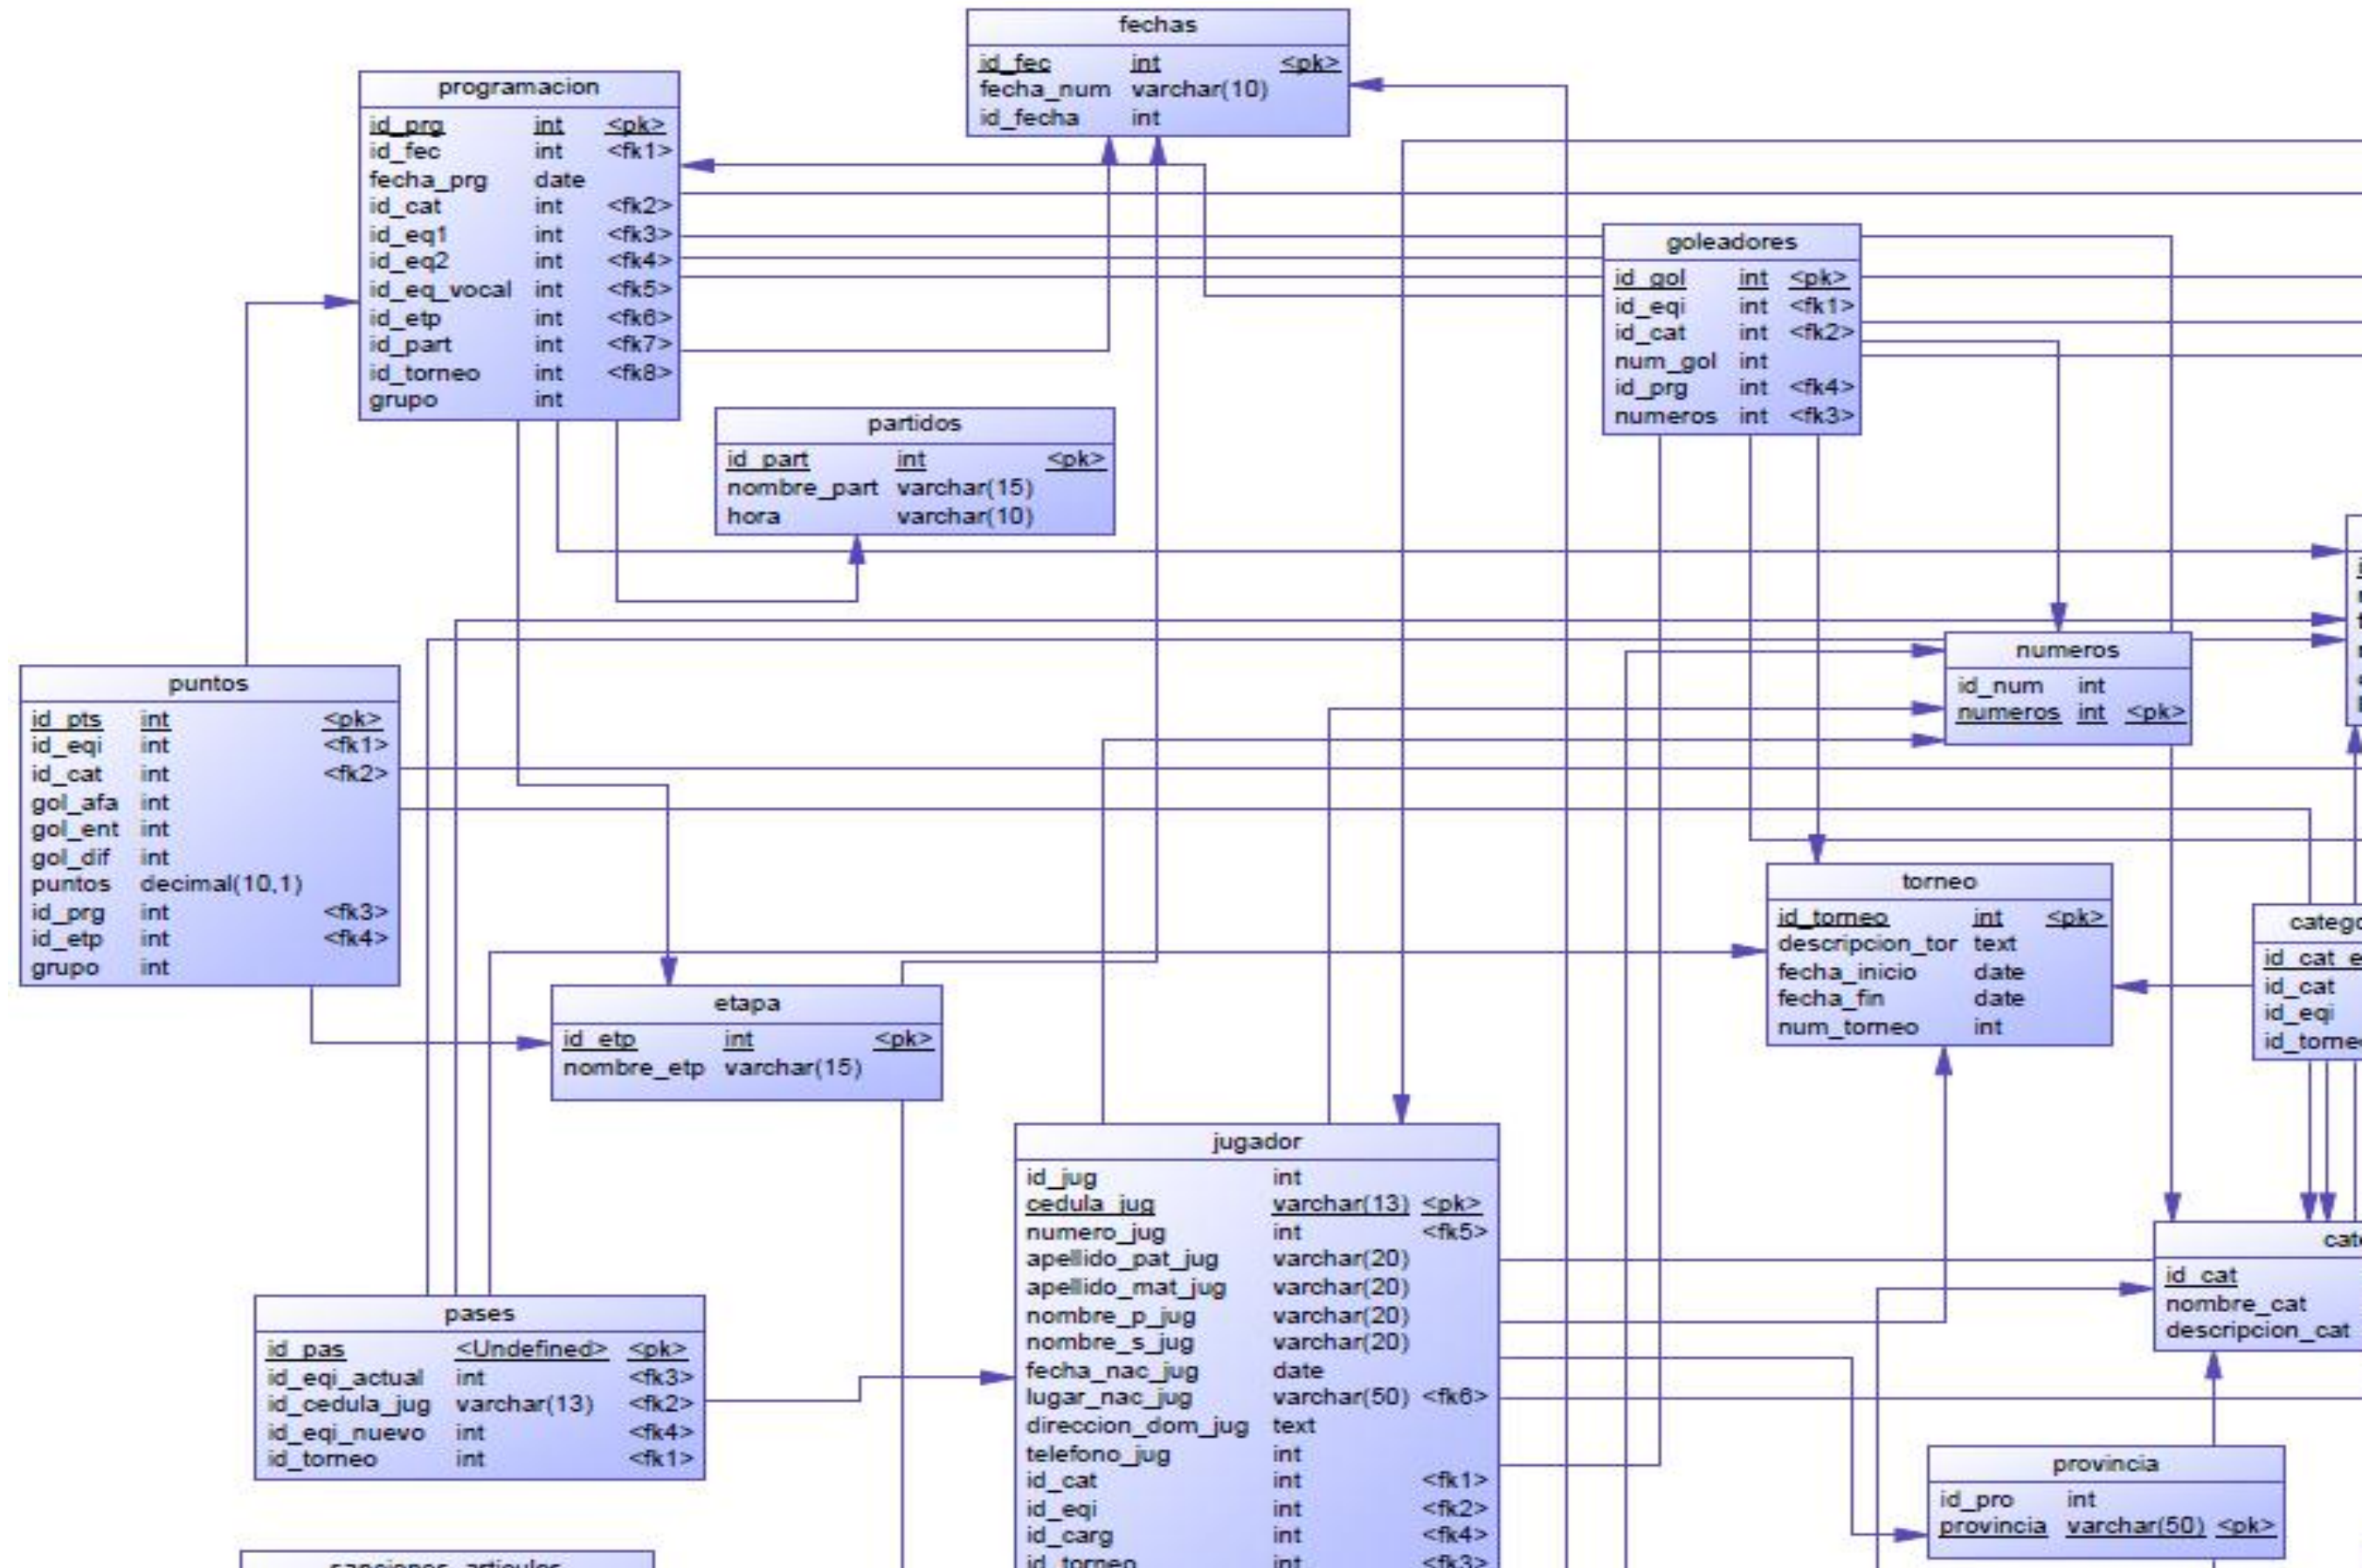 fechas
id_fec int <pk>
fecha_num varchar(10)
id_fecha int
programacion
id_prg int <pk>
id_fec int <fk1>
fecha_prg date
id_cat int <fk2>
id_eq1 int <fk3>
id_eq2 int <fk4>
id_eq_vocal int <fk5>
id_etp int <fk6>
id_part int <fk7>
id_torneo int <fk8>
grupo int
goleadores
id_gol int <pk>
id_eqi int <fk1>
id_cat int <fk2>
num_gol int
id_prg int <fk4>
numeros int <fk3>
partidos
id_part int <pk>
nombre_part varchar(15)
hora varchar(10)
numeros
id_num int
numeros int <pk>
puntos
id_pts int <pk>
id_eqi int <fk1>
id_cat int <fk2>
gol_afa int
gol_ent int
gol_dif int
puntos decimal(10,1)
id_prg int <fk3>
id_etp int <fk4>
grupo int
torneo
id_torneo int <pk>
descripcion_tor text
fecha_inicio date
fecha_fin date
num_torneo int
catego
id_cat_e
id_cat
id_eqi
id_torne
etapa
id_etp int <pk>
nombre_etp varchar(15)
jugador
id_jug int
cedula_jug varchar(13) <pk>
numero_jug int <fk5>
apellido_pat_jug varchar(20)
apellido_mat_jug varchar(20)
nombre_p_jug varchar(20)
nombre_s_jug varchar(20)
fecha_nac_jug date
lugar_nac_jug varchar(50) <fk6>
direccion_dom_jug text
telefono_jug int
id_cat int <fk1>
id_eqi int <fk2>
id_carg int <fk4>
id_torneo int <fk3>
cate
id_cat
nombre_cat
descripcion_cat
pases
id_pas <Undefined> <pk>
id_eqi_actual int <fk3>
id_cedula_jug varchar(13) <fk2>
id_eqi_nuevo int <fk4>
id_torneo int <fk1>
provincia
id_pro int
provincia varchar(50) <pk>
sanciones_articulos